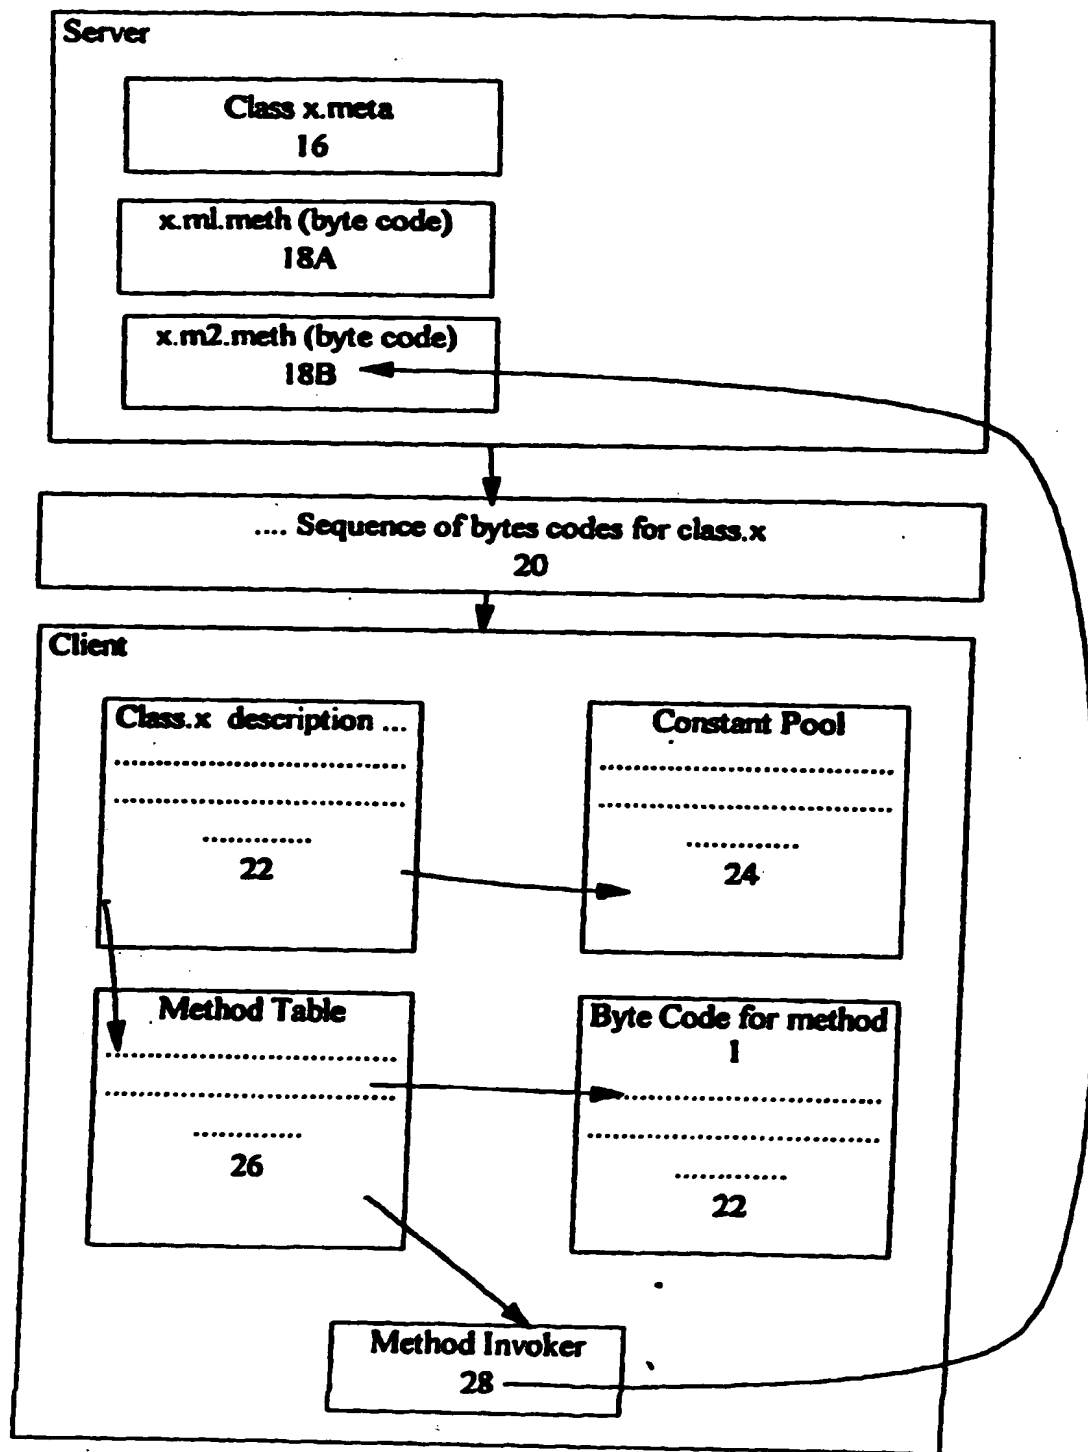 Server
Class x.meta
16
x.ml.meth (byte code)
18A
x.m2.meth (byte code)
18B
.... Sequence of bytes codes for class.x
20
Client
Class.x description ...
22
Constant Pool
24
Method Table
26
Byte Code for method
1
22
Method Invoker
28